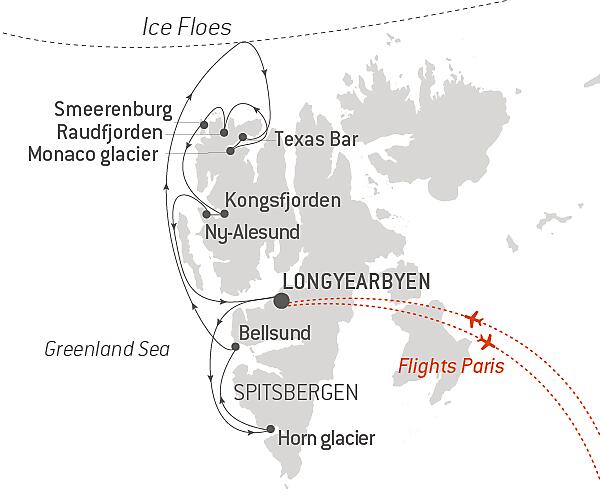 Ice Floes
Smeerenburg
Raudfjorden
Monaco glacier
Texas Bar
Kongsfjorden
Ny-Alesund
LONGYEARBYEN
Bellsund
Greenland Sea
Flights Paris
SPITSBERGEN
Horn glacier